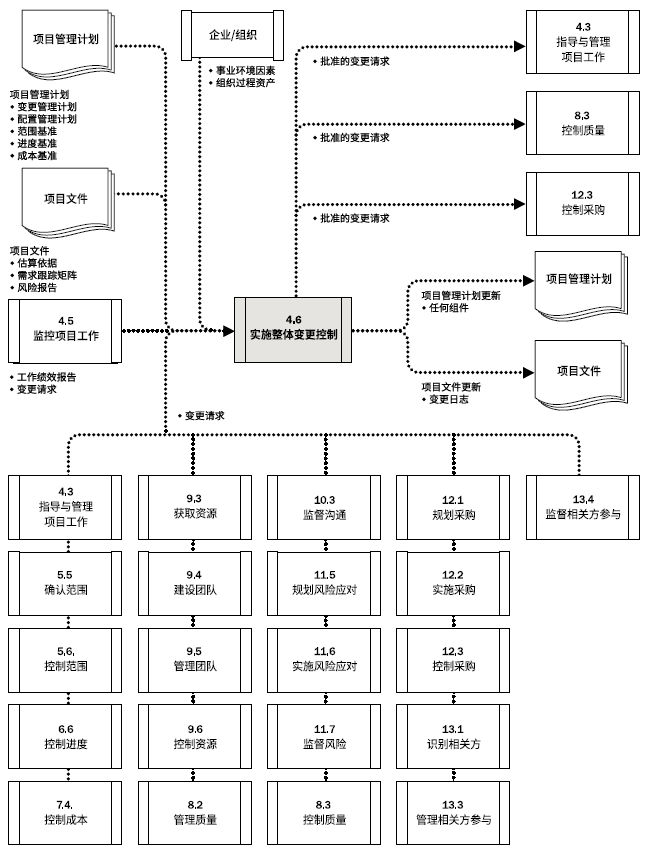 项目管理计划
项目管理计划
• 变更管理计划
• 配置管理计划
• 范围基准
• 进度基准
• 成本基准
项目文件
项目文件
• 估算依据
• 需求跟踪矩阵
• 风险报告
4.5
监控项目工作
• 工作绩效报告
• 变更请求
企业/组织
• 事业环境因素
• 组织过程资产
4.6
实施整体变更控制
• 批准的变更请求
4.3
指导与管理
项目工作
• 批准的变更请求
8.3
控制质量
• 批准的变更请求
12.3
控制采购
项目管理计划更新
• 任何组件
项目管理计划
项目文件更新
• 变更日志
项目文件
• 变更请求
4.3
指导与管理
项目工作
5.5
确认范围
5.6.
控制范围
6.6
控制进度
7.4.
控制成本
9.3
获取资源
9.4
建设团队
9.5
管理团队
9.6
控制资源
8.2
管理质量
10.3
监督沟通
11.5
规划风险应对
11.6
实施风险应对
11.7
监督风险
8.3
控制质量
12.1
规划采购
12.2
实施采购
12.3
控制采购
13.1
识别相关方
13.3
管理相关方参与
13.4
监督相关方参与